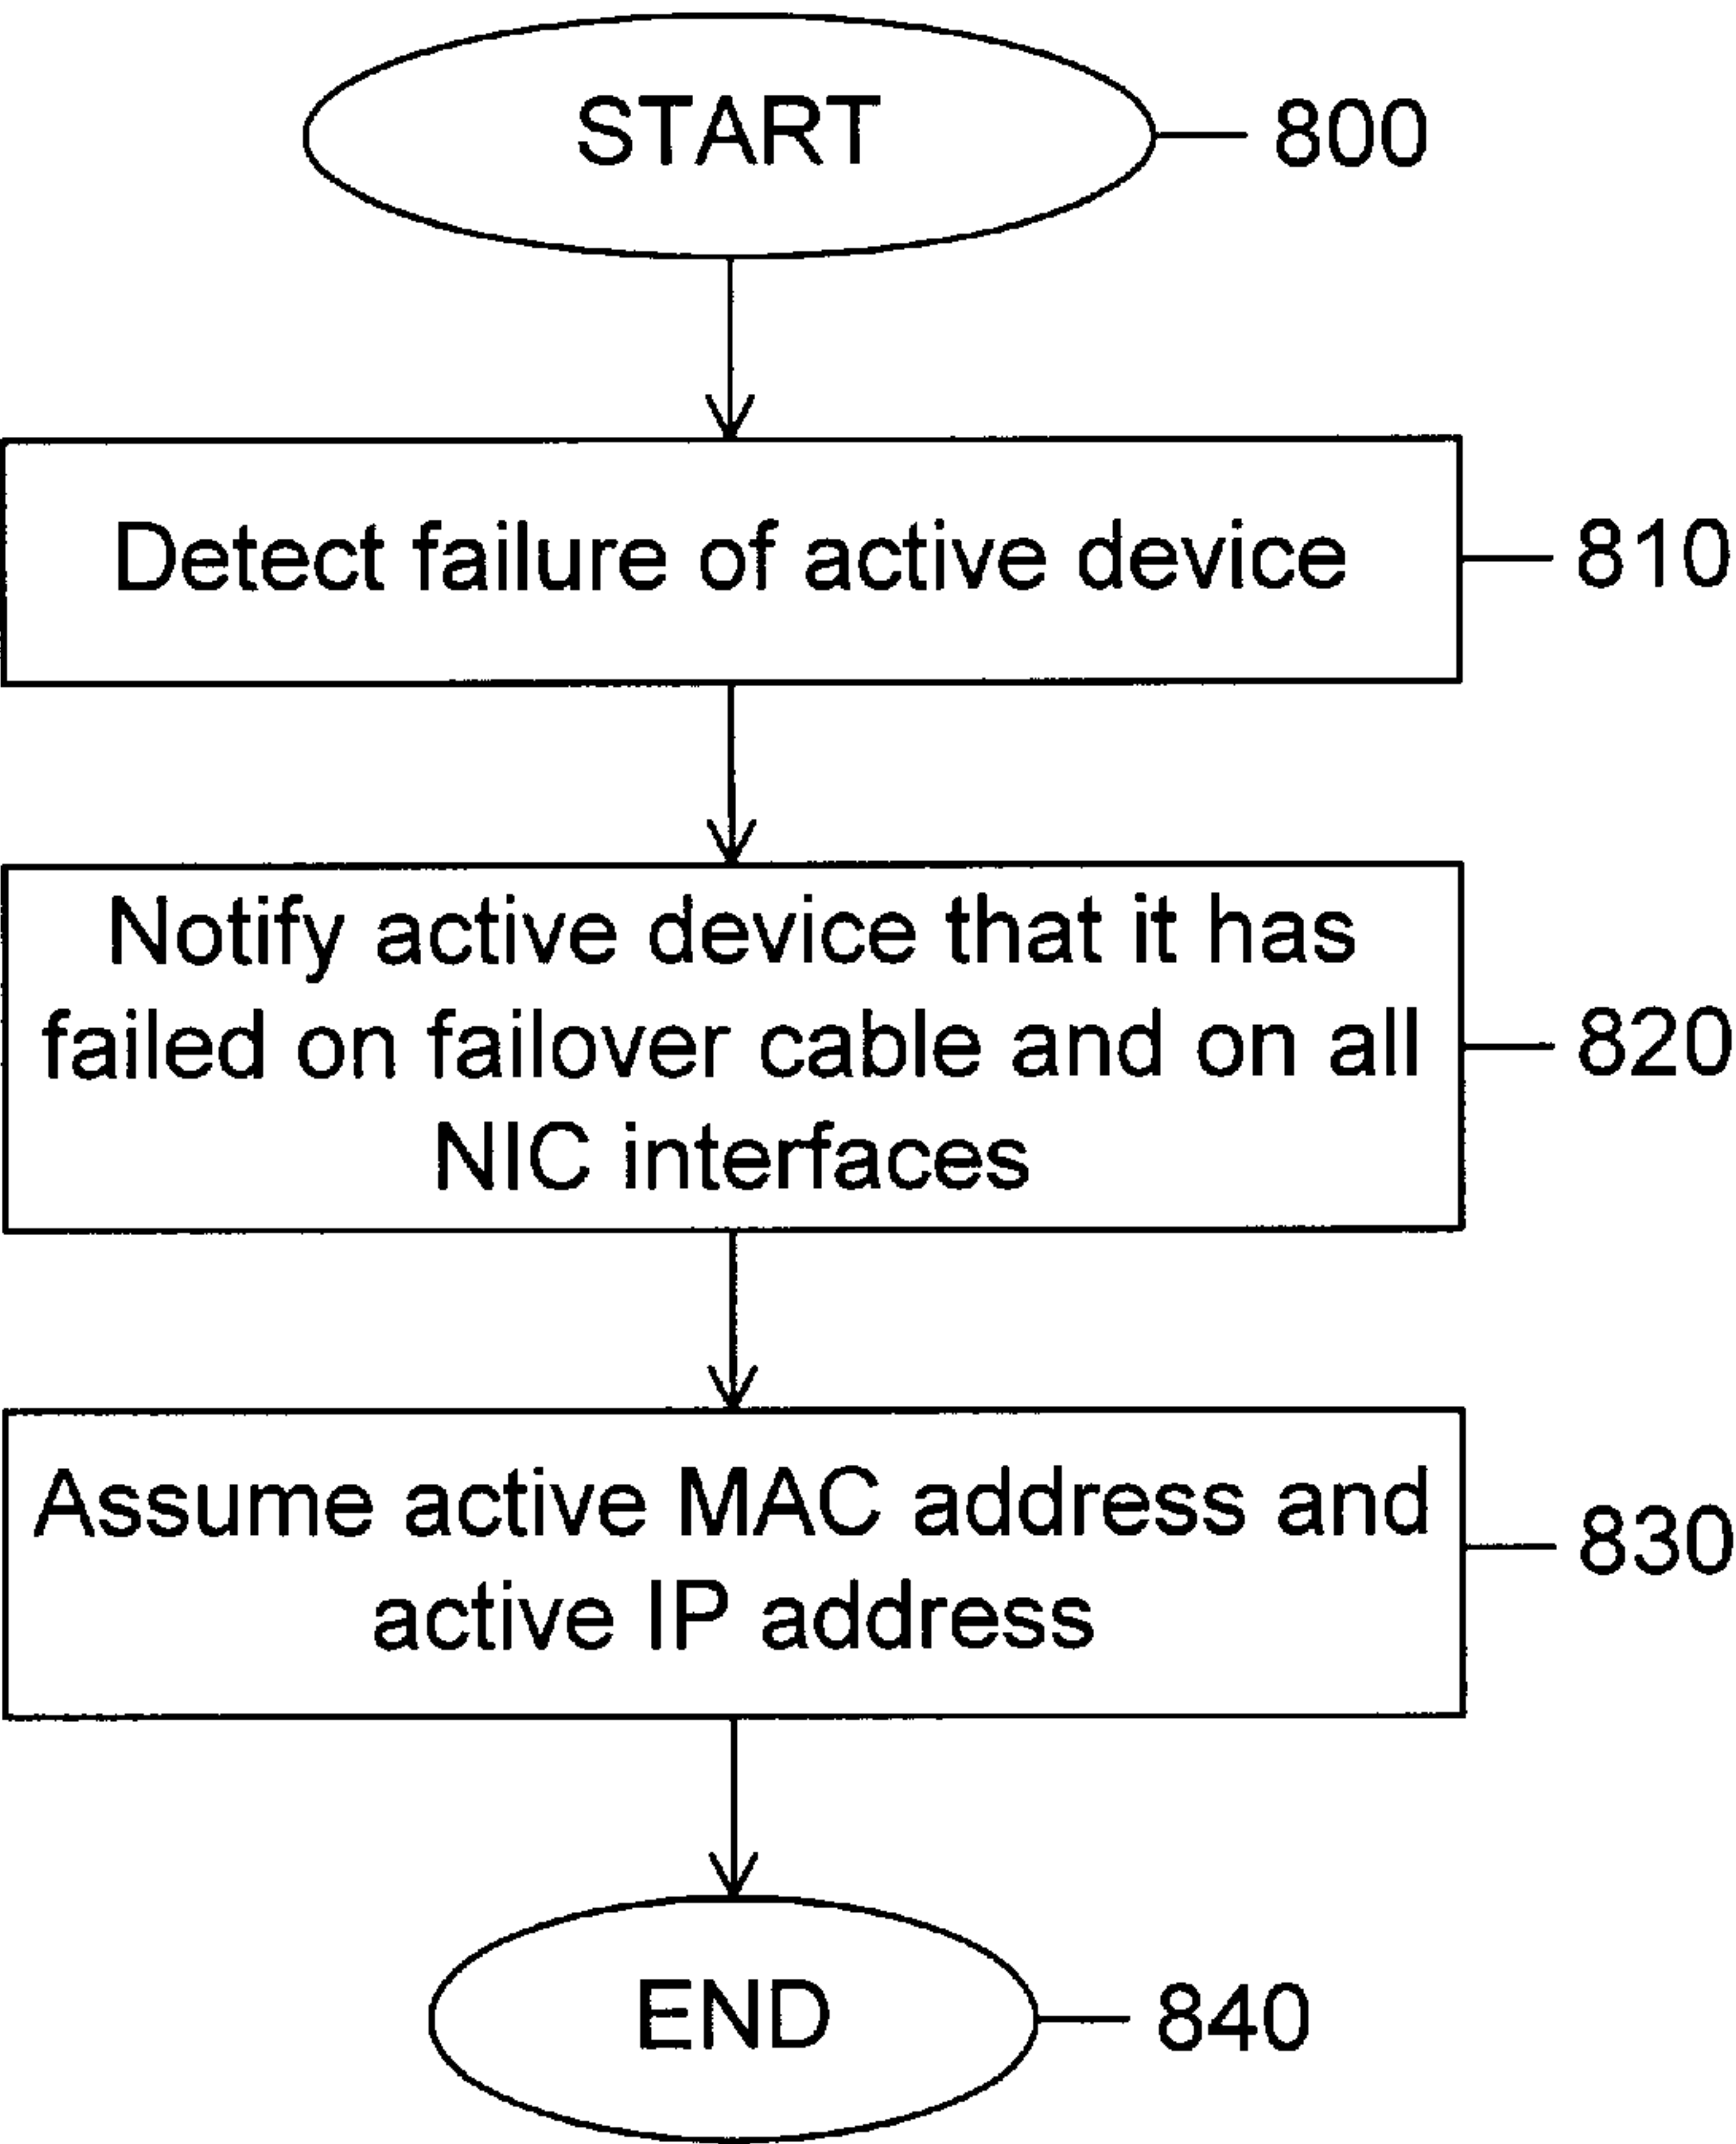 START
800
Detect failure of active device
810
Notify active device that it has
failed on failover cable and on all
NIC interfaces
820
Assume active MAC address and
active IP address
830
END
840